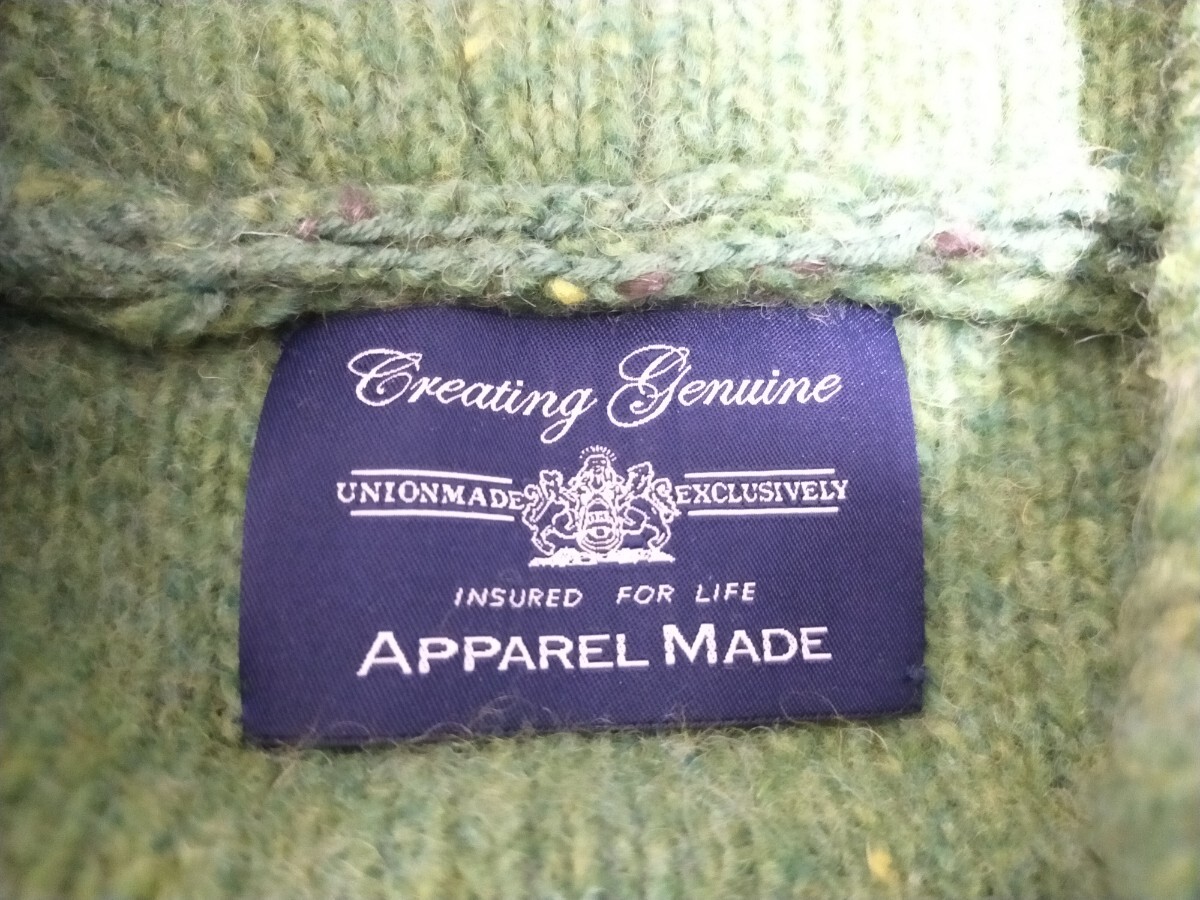 Creating Genuine
UNIONMADE EXCLUSIVELY
INSURED FOR LIFE
APPAREL MADE